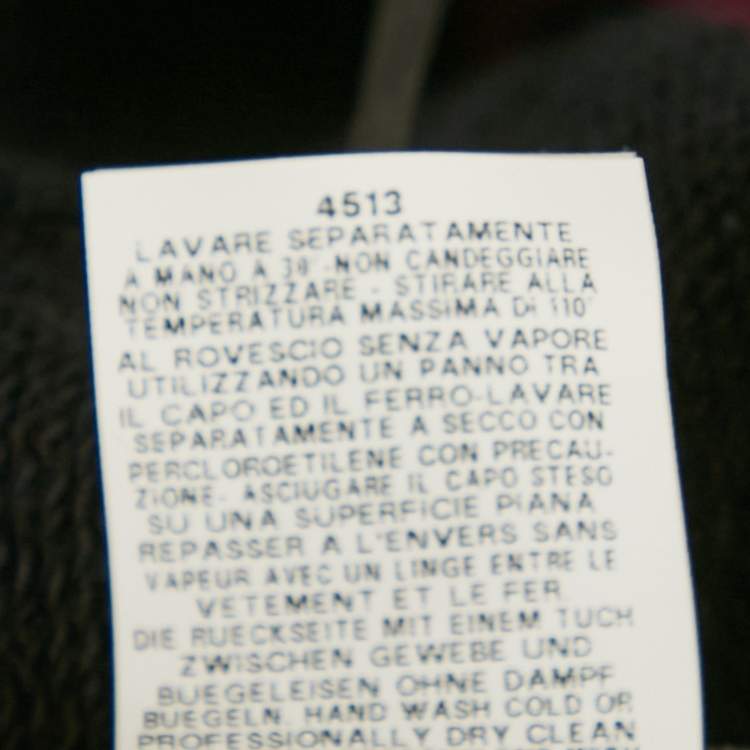 4513
LAVARE SEPARATAMENTE
A MANO A 30°-NON CANDEGGIARE
NON STRIZZARE - STIRARE ALLA
TEMPERATURA MASSIMA Di 110°
AL ROVESCIO SENZA VAPORE
UTILIZZANDO UN PANNO TRA
IL CAPO ED IL FERRO-LAVARE
SEPARATAMENTE A SECCO CON
PERCLOROETILENE CON PRECAU-
ZIONE- ASCIUGARE IL CAPO STESO
SU UNA SUPERFICIE PIANA
REPASSER A L'ENVERS SANS
VAPEUR AVEC UN LINGE ENTRE LE
VETEMENT ET LE FER
DIE RUECKSEITE MIT EINEM TUCH
ZWISCHEN GEWEBE UND
BUEGELEISEN OHNE DAMPF
BUEGELN. HAND WASH COLD OR
PROFESSIONALLY DRY CLEAN